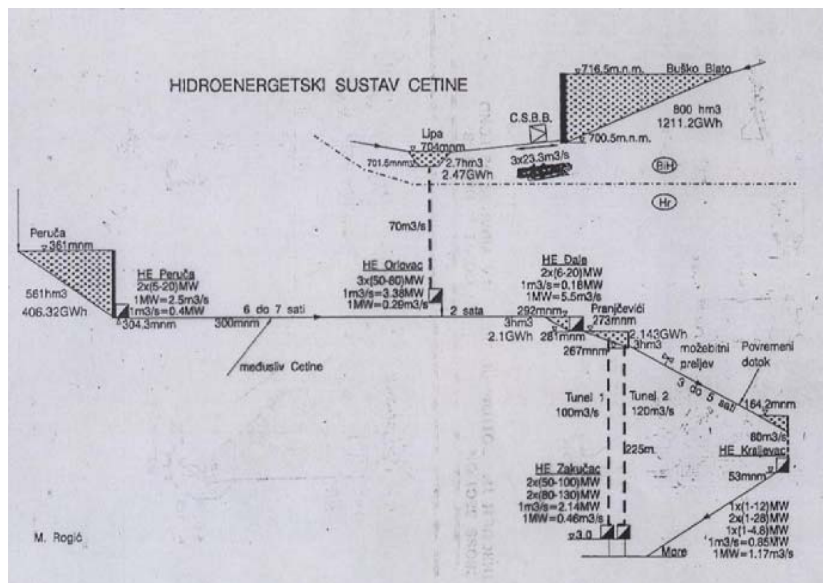 HIDROENERGETSKI SUSTAV CETINE
716.5m.n.m.
Buško Blato
800 hm3
1211.2GWh
C.S.B.B.
700.5m.n.m.
3x23.3m3/s
Lipa
704mnm
701.5mnm
2.7hm3
2.47GWh
BiH
Hr
70m3/s
Peruča
361mnm
561hm3
406.32GWh
HE Peruča
2x(5-20)MW
1MW=2.5m3/s
1m3/s=0.4MW
304.3mnm
300mnm
6 do 7 sati
međusliv Cetine
HE Orlovac
3x(50-80)MW
1m3/s=3.38MW
1MW=0.29m3/s
2 sata
HE Đale
2x(6-20)MW
1m3/s=0.18MW
1MW=5.5m3/s
292mnm
3hm3
2.1GWh
281mnm
Prančevići
273mnm
2.143GWh
3hm3
267mnm
možebitni
preljev
Povremeni
dotok
3 do 5 sati
164.2mnm
80m3/s
HE Kraljevac
53mnm
1x(1-12)MW
2x(1-28)MW
1x(1-4.8)MW
1m3/s=0.85MW
1MW=1.17m3/s
Tunel 1
100m3/s
Tunel 2
120m3/s
225m
HE Zakučac
2x(50-100)MW
2x(80-130)MW
1m3/s=2.14MW
1MW=0.46m3/s
3.0
More
M. Rogić